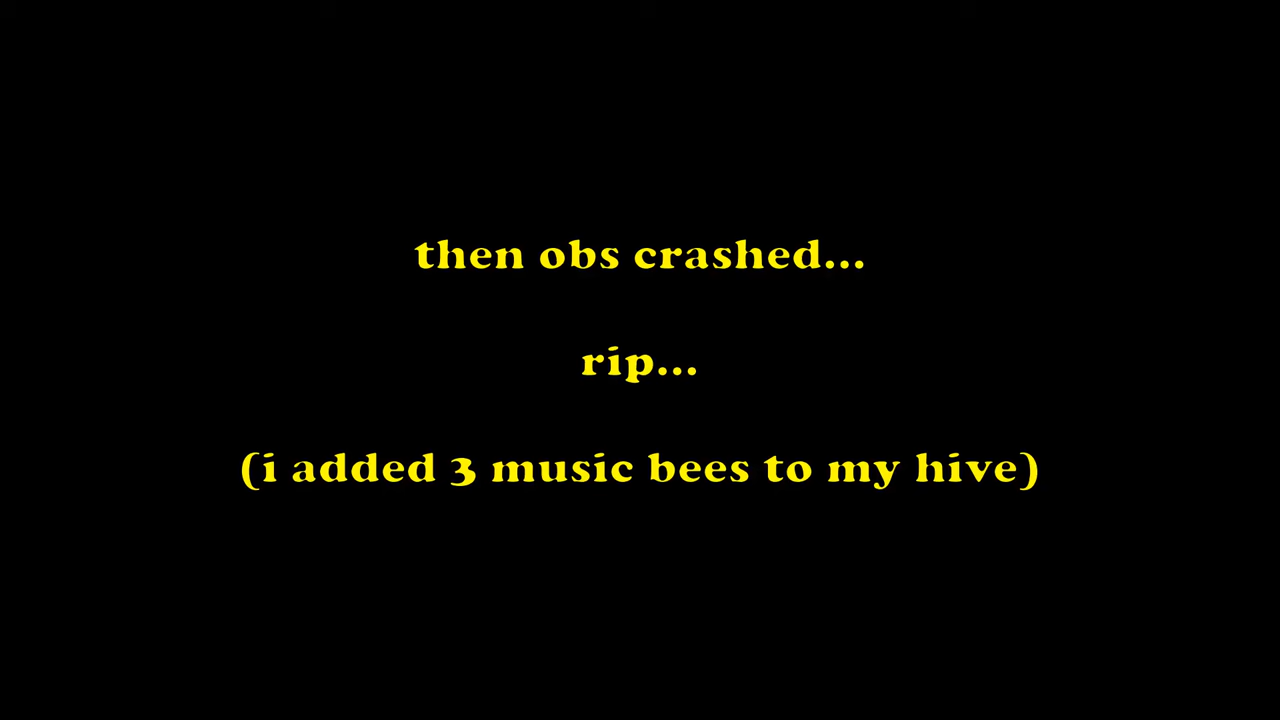 then obs crashed...
rip...
(i added 3 music bees to my hive)